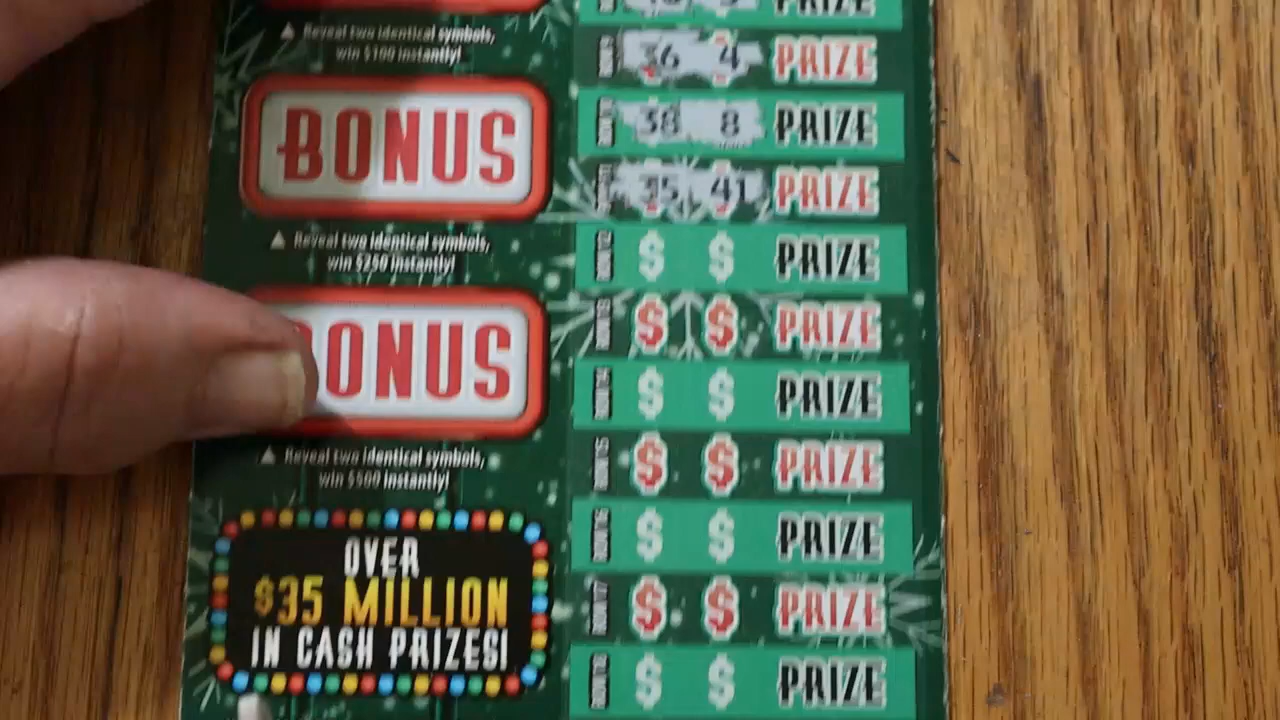 Reveal two identical symbols,
win $100 instantly!
BONUS
Reveal two identical symbols,
win $250 instantly!
BONUS
Reveal two identical symbols,
win $500 instantly!
OVER
$35 MILLION
IN CASH PRIZES!
PRIZE
36 4 PRIZE
38 8 PRIZE
35 41 PRIZE
$ $ PRIZE
$ $ PRIZE
$ $ PRIZE
$ $ PRIZE
$ $ PRIZE
$ $ PRIZE
$ $ PRIZE